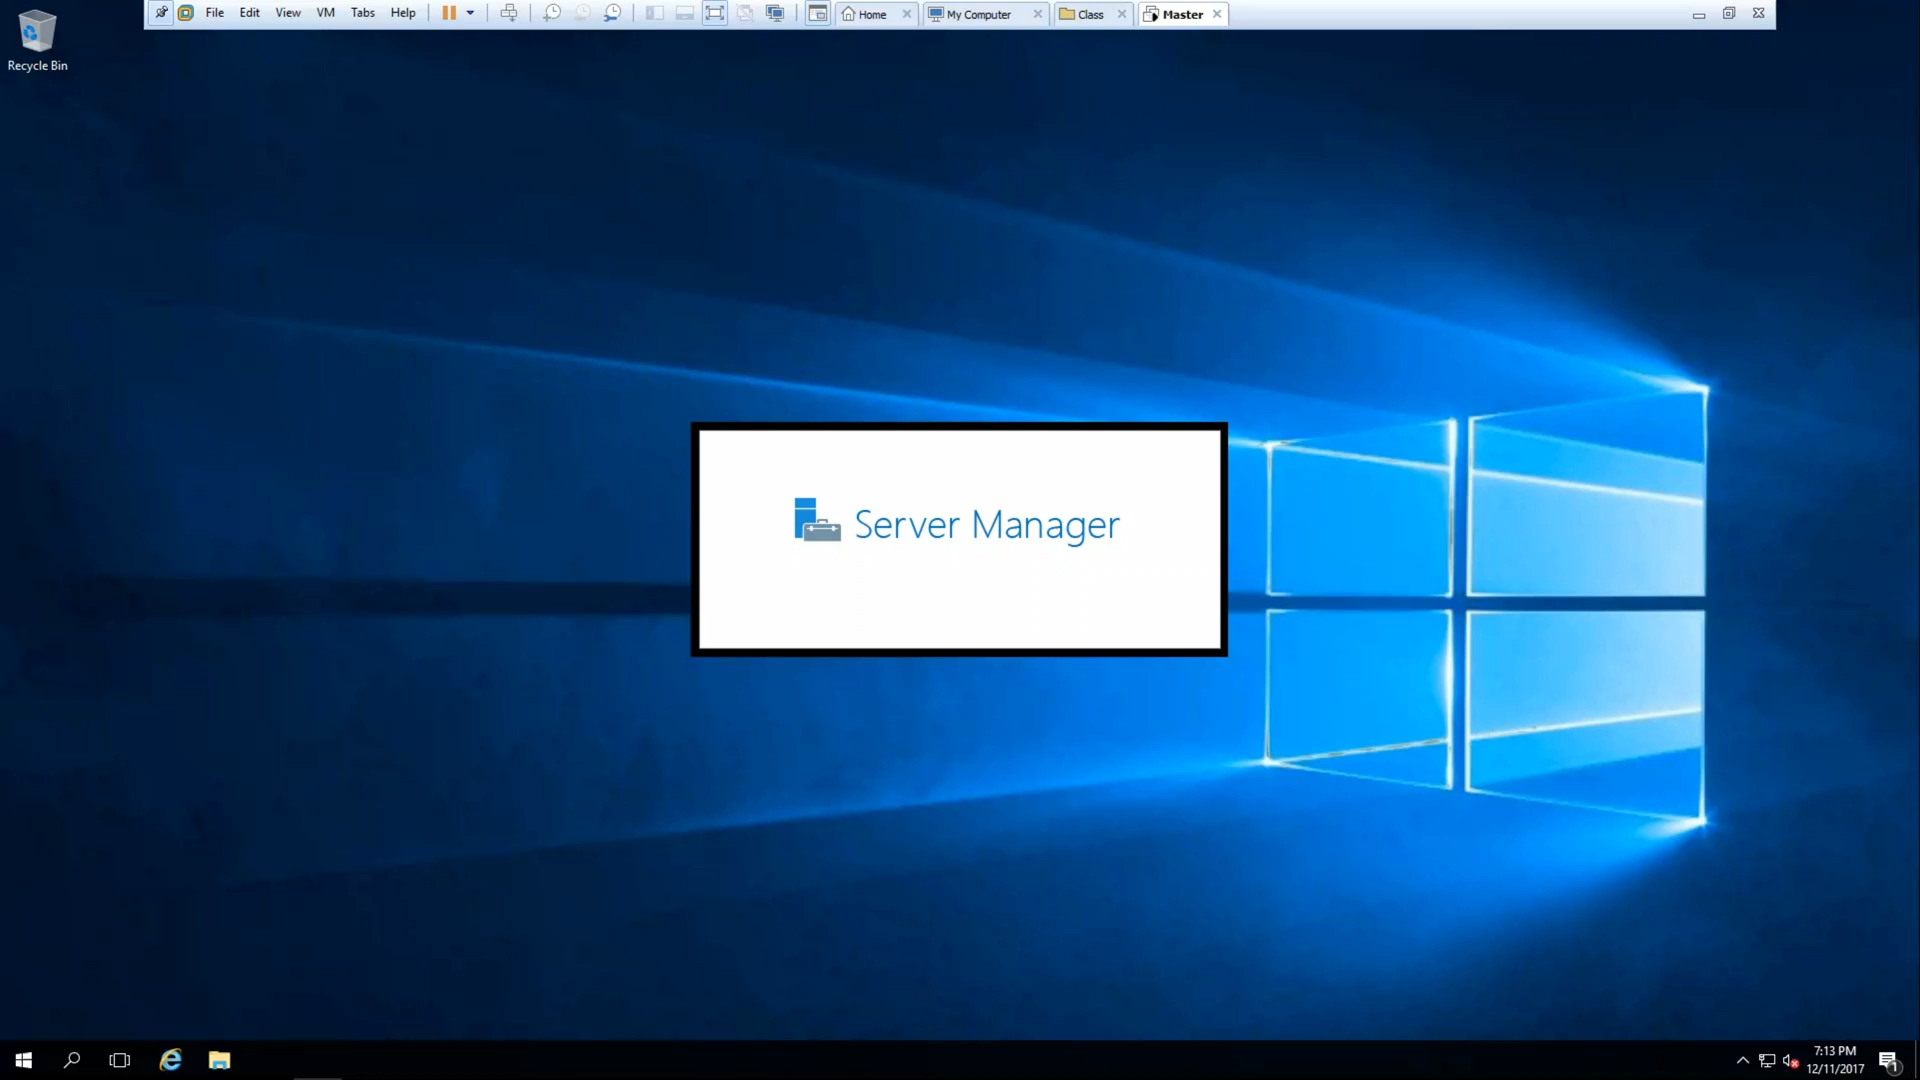 File Edit View VM Tabs Help
Home
My Computer
Class
Master
Recycle Bin
Server Manager
7:13 PM
12/11/2017
1